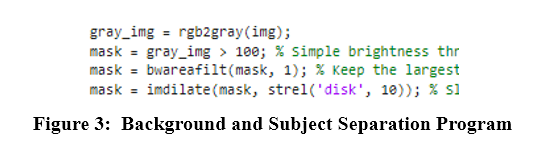 gray_img = rgb2gray(img);
mask = gray_img > 100; % Simple brightness thr
mask = bwareafilt(mask, 1); % Keep the largest
mask = imdilate(mask, strel('disk', 10)); % Sl
Figure 3: Background and Subject Separation Program